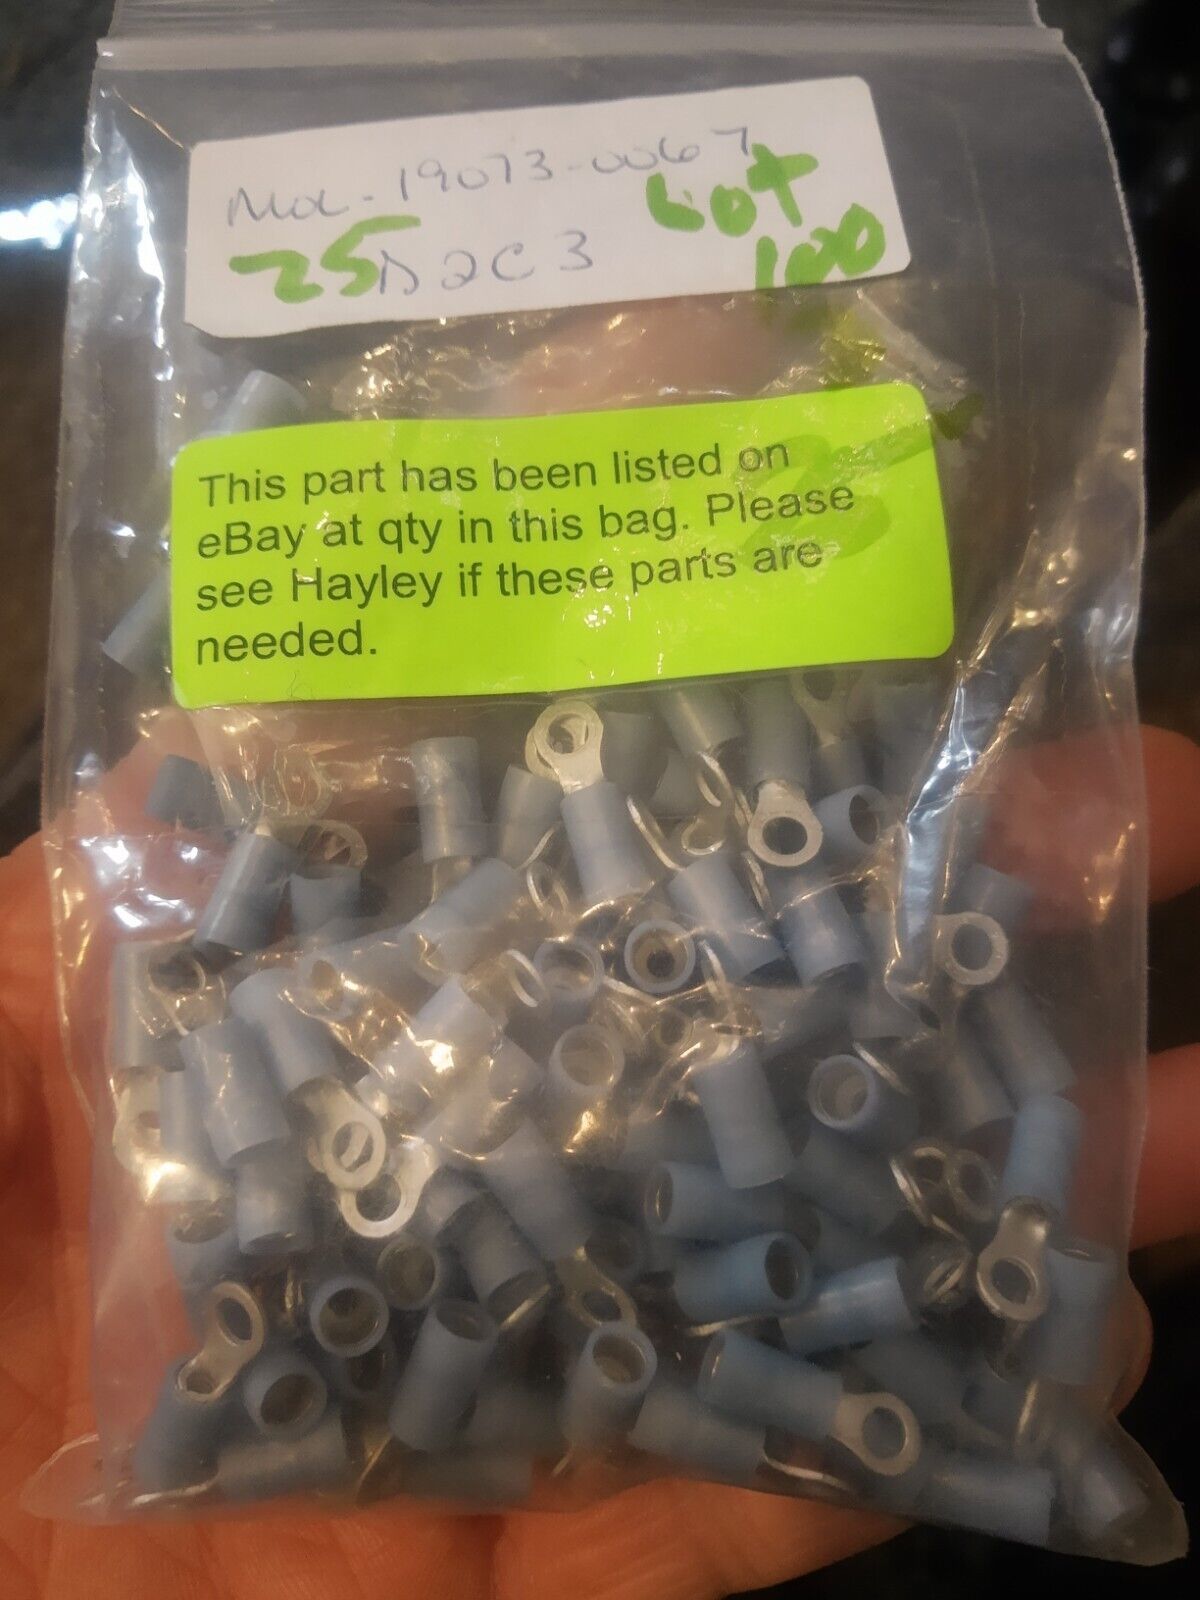 MOL-19073-0067
Lot
25 D2C3
100
This part has been listed on
eBay at qty in this bag. Please
see Hayley if these parts are
needed.